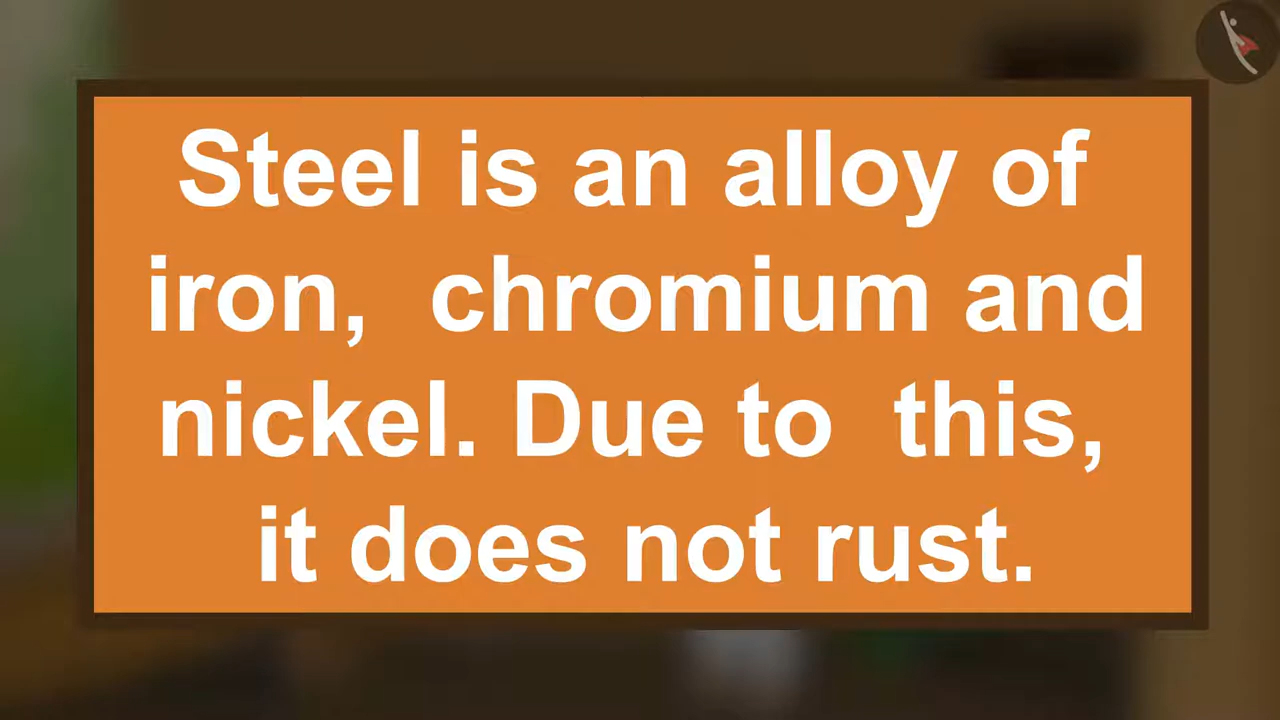 Steel is an alloy of
iron, chromium and
nickel. Due to this,
it does not rust.